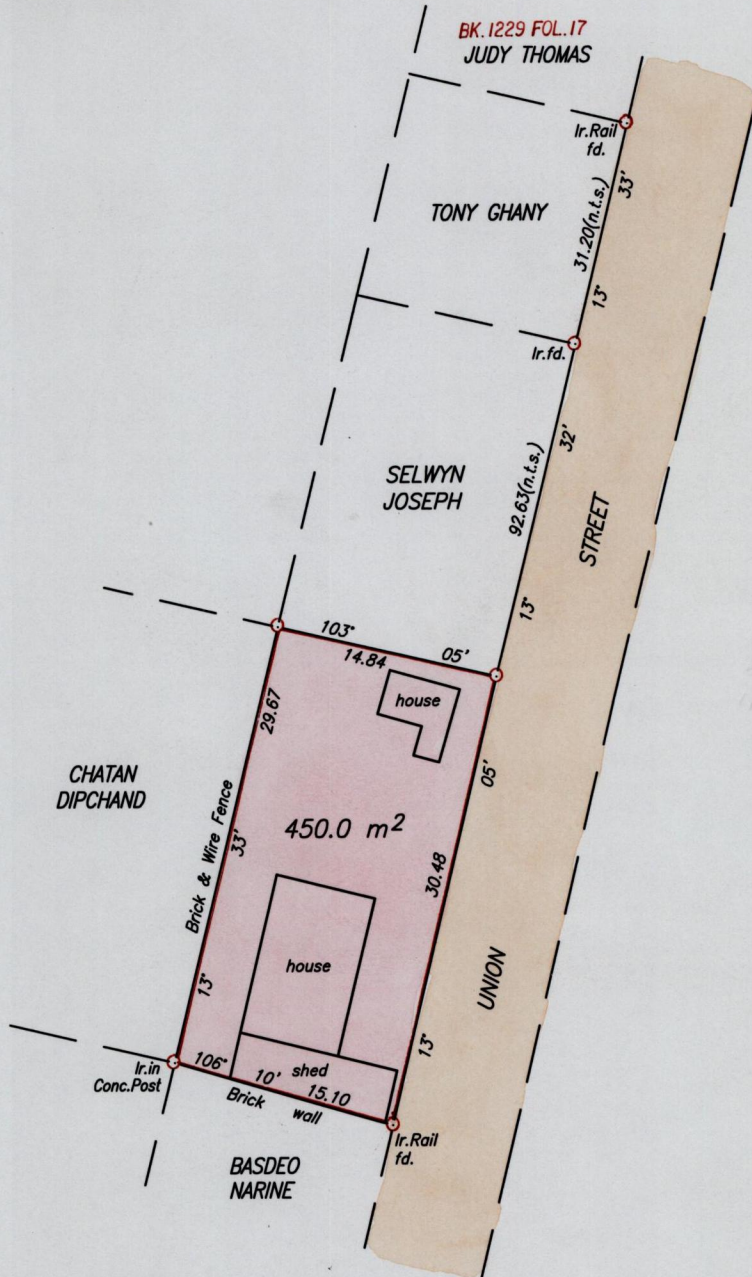 BK.1229 FOL.17
JUDY THOMAS
Ir.Rail
fd.
33'
31.20(n.t.s.)
13°
TONY GHANY
Ir.fd.
32'
92.63(n.t.s.)
13°
SELWYN
JOSEPH
STREET
103° 05'
14.84
house
29.67
05'
CHATAN
DIPCHAND
Brick & Wire Fence
33'
450.0 m²
30.48
house
UNION
13°
13°
106° 10'
shed
15.10
Ir.in
Conc.Post
Brick wall
Ir.Rail
fd.
BASDEO
NARINE